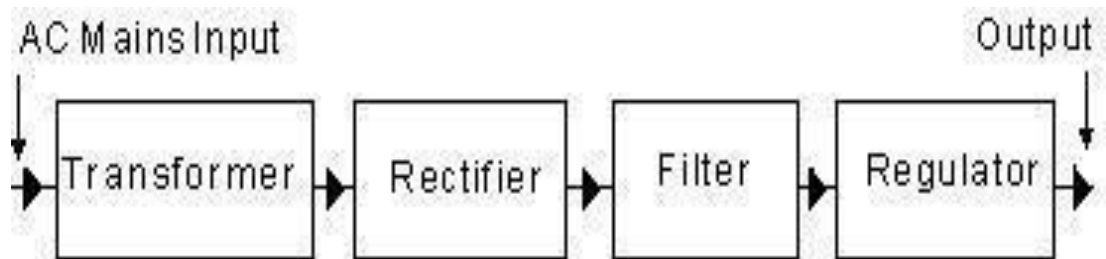 AC Mains Input
Output
Transformer
Rectifier
Filter
Regulator